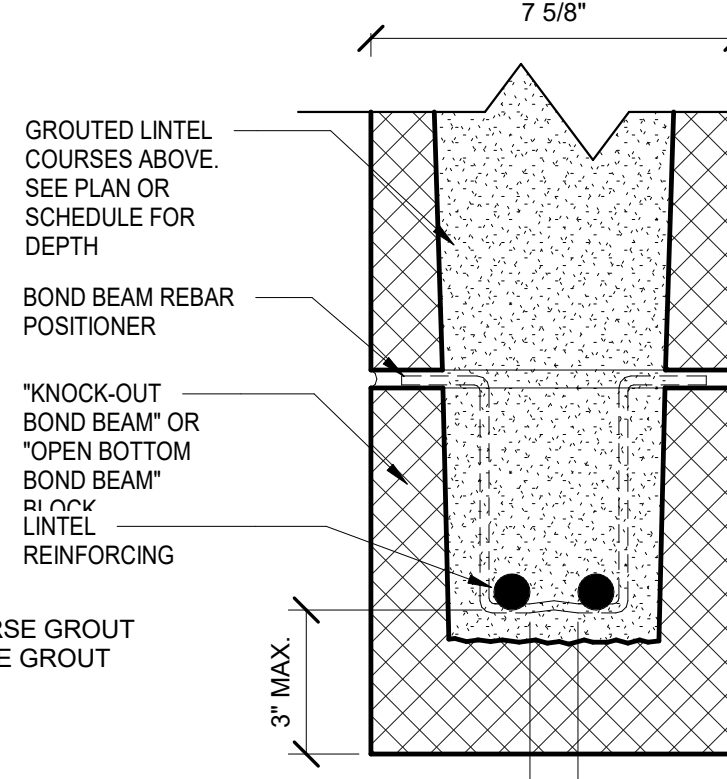 7 5/8"
GROUTED LINTEL
COURSES ABOVE.
SEE PLAN OR
SCHEDULE FOR
DEPTH
BOND BEAM REBAR
POSITIONER
"KNOCK-OUT
BOND BEAM" OR
"OPEN BOTTOM
BOND BEAM"
BLOCK
LINTEL
REINFORCING
RSE GROUT
E GROUT
3" MAX.